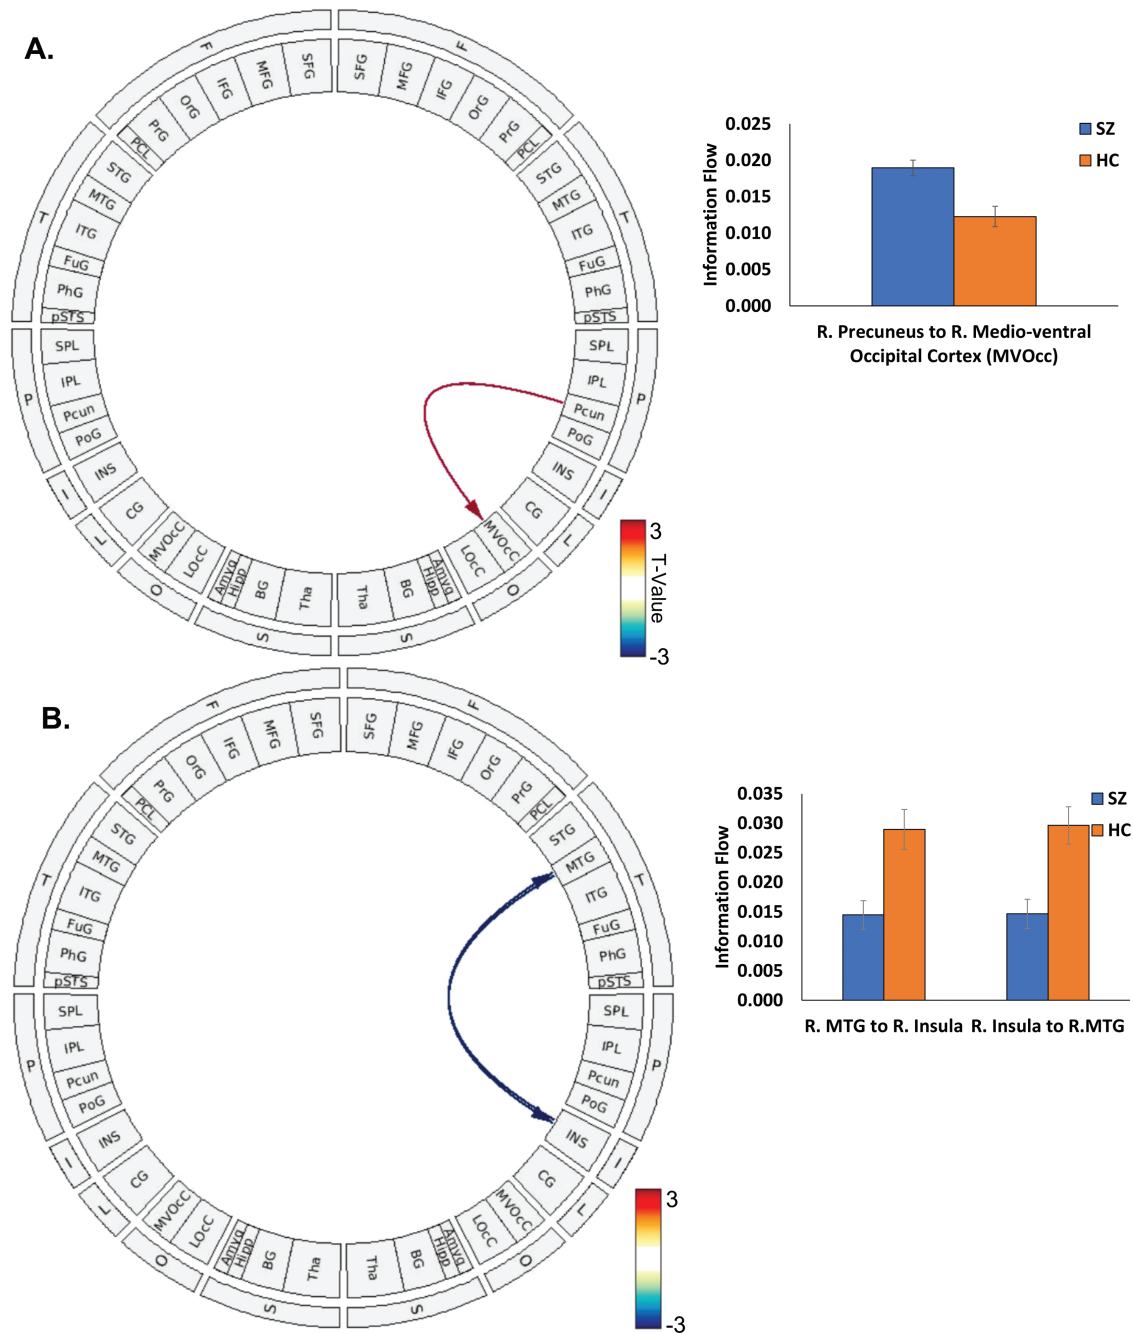 A.
F
F
SFG
MFG
IFG
OrG
PrG
PCL
SFG
MFG
IFG
OrG
PrG
PCL
T
STG
MTG
ITG
FuG
PhG
pSTS
T
STG
MTG
ITG
FuG
PhG
pSTS
P
SPL
IPL
Pcun
PoG
P
SPL
IPL
Pcun
PoG
I
INS
I
INS
L
CG
L
CG
O
MVOcC
LOcC
O
MVOcC
LOcC
S
Amyg
Hipp
BG
Tha
S
Amyg
Hipp
BG
Tha
3
T-Value
-3
0.025
0.020
0.015
0.010
0.005
0.000
Information Flow
SZ
HC
R. Precuneus to R. Medio-ventral
Occipital Cortex (MVOcc)
B.
F
F
SFG
MFG
IFG
OrG
PrG
PCL
SFG
MFG
IFG
OrG
PrG
PCL
T
STG
MTG
ITG
FuG
PhG
pSTS
T
STG
MTG
ITG
FuG
PhG
pSTS
P
SPL
IPL
Pcun
PoG
P
SPL
IPL
Pcun
PoG
I
INS
I
INS
L
CG
L
CG
O
MVOcC
LOcC
O
MVOcC
LOcC
S
Amyg
Hipp
BG
Tha
S
Amyg
Hipp
BG
Tha
3
-3
0.035
0.030
0.025
0.020
0.015
0.010
0.005
0.000
Information Flow
SZ
HC
R. MTG to R. Insula R. Insula to R.MTG